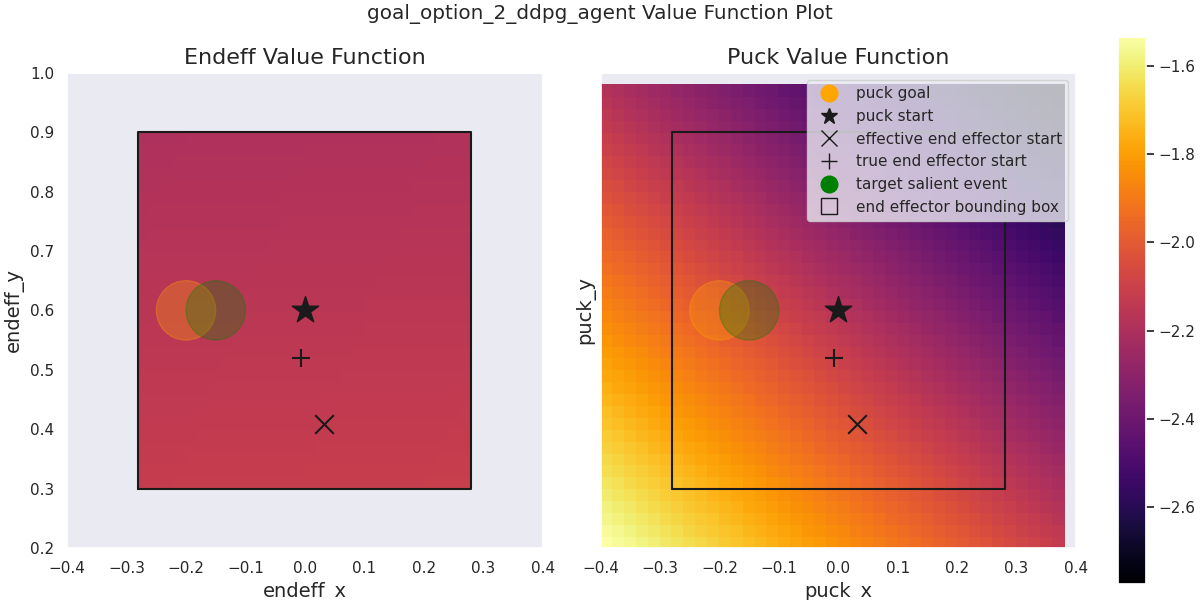 goal_option_2_ddpg_agent Value Function Plot
Endeff Value Function
endeff_y
1.0
0.9
0.8
0.7
0.6
0.5
0.4
0.3
0.2
−0.4 −0.3 −0.2 −0.1 0.0 0.1 0.2 0.3 0.4
endeff_x
Puck Value Function
puck_y
puck goal
puck start
effective end effector start
true end effector start
target salient event
end effector bounding box
−0.4 −0.3 −0.2 −0.1 0.0 0.1 0.2 0.3 0.4
puck_x
−1.6
−1.8
−2.0
−2.2
−2.4
−2.6